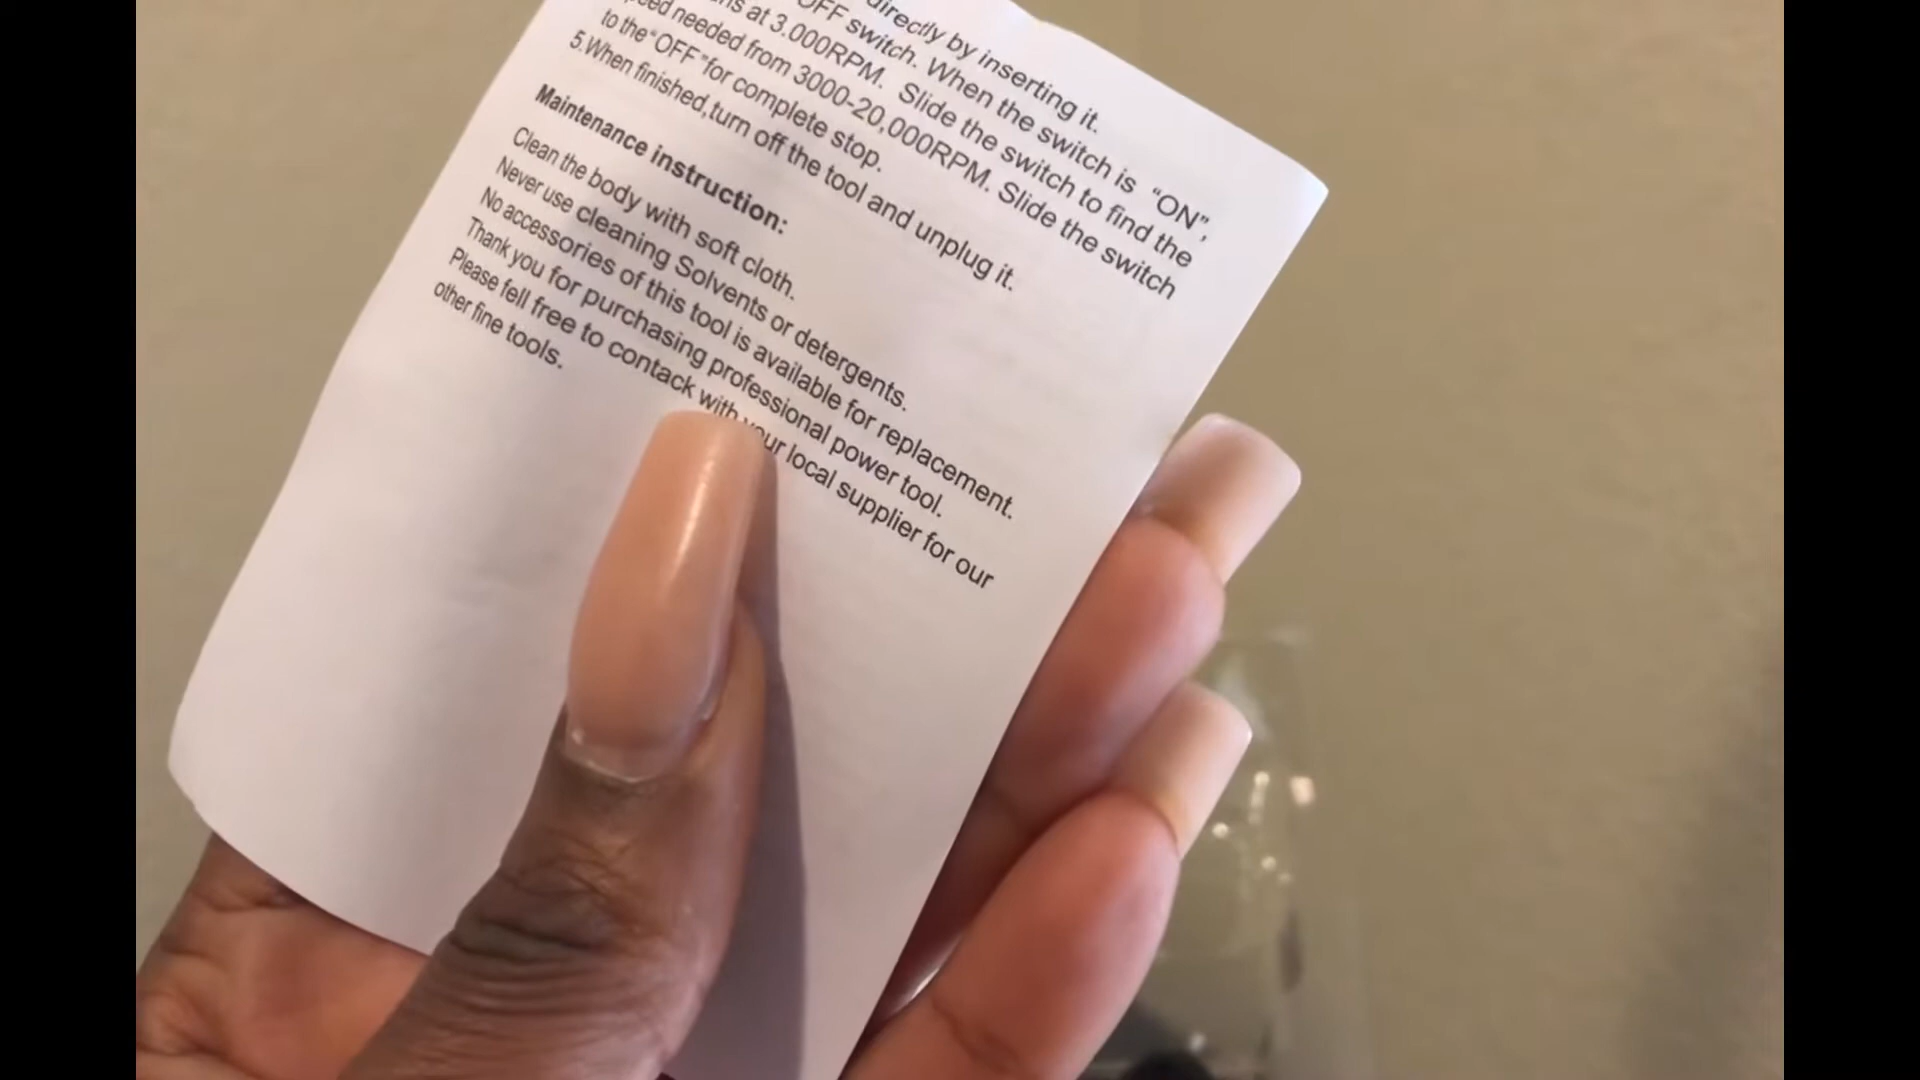 directly by inserting it.
OFF switch. When the switch is “ON”,
at 3.000RPM. Slide the switch to find the
needed from 3000-20,000RPM. Slide the switch
to the“OFF”for complete stop.
5.When finished,turn off the tool and unplug it.
Maintenance instruction:
Clean the body with soft cloth.
Never use cleaning Solvents or detergents.
No accessories of this tool is available for replacement.
Thank you for purchasing professional power tool.
Please fell free to contack with your local supplier for our
other fine tools.